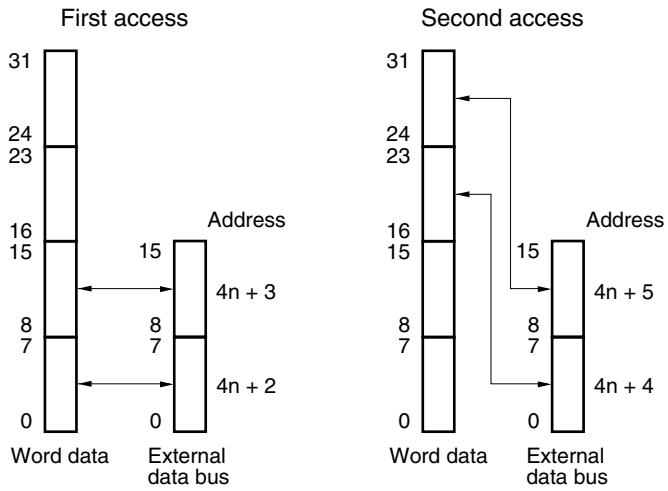 First access
31
24
23
16
15
8
7
0
Address
15
4n + 3
8
7
4n + 2
0
Word data
External
data bus
Second access
31
24
23
16
15
8
7
0
Address
15
4n + 5
8
7
4n + 4
0
Word data
External
data bus